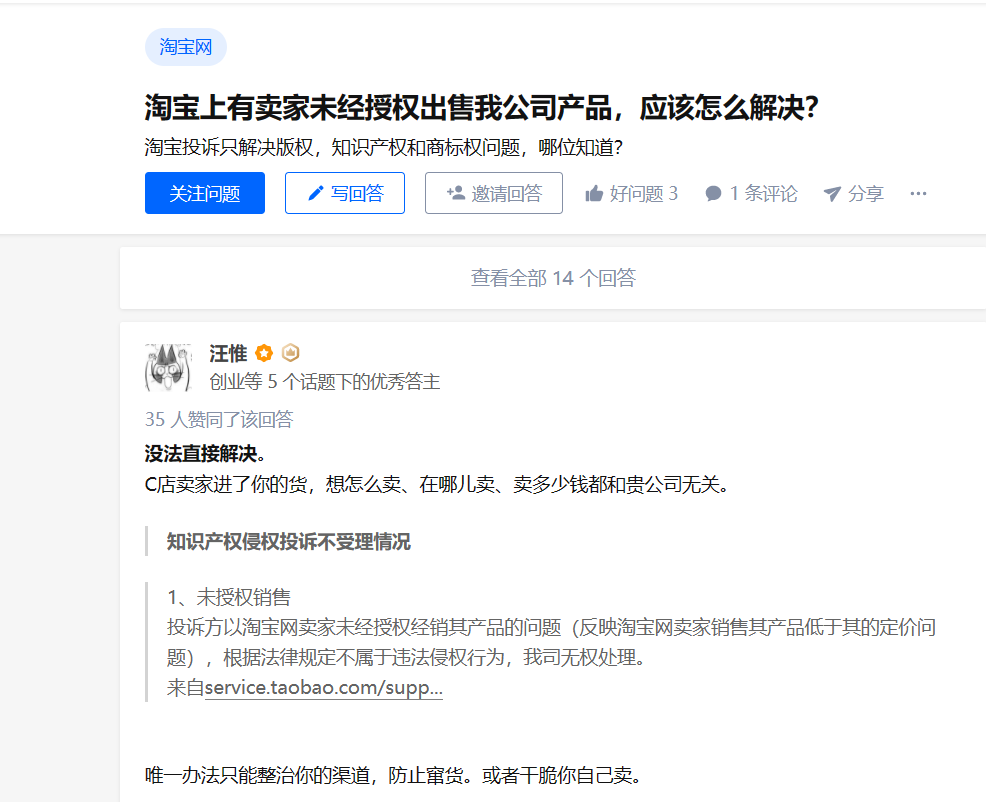 淘宝网
淘宝上有卖家未经授权出售我公司产品，应该怎么解决？
淘宝投诉只解决版权，知识产权和商标权问题，哪位知道？
关注问题 写回答 邀请回答 好问题 3 1 条评论 分享 ...
查看全部 14 个回答
汪惟
创业等 5 个话题下的优秀答主
35 人赞同了该回答
没法直接解决。
C店卖家进了你的货，想怎么卖、在哪儿卖、卖多少钱都和贵公司无关。
知识产权侵权投诉不受理情况
1、未授权销售
投诉方以淘宝网卖家未经授权经销其产品的问题（反映淘宝网卖家销售其产品低于其的定价问
题），根据法律规定不属于违法侵权行为，我司无权处理。
来自service.taobao.com/supp...
唯一办法只能整治你的渠道，防止窜货。或者干脆你自己卖。